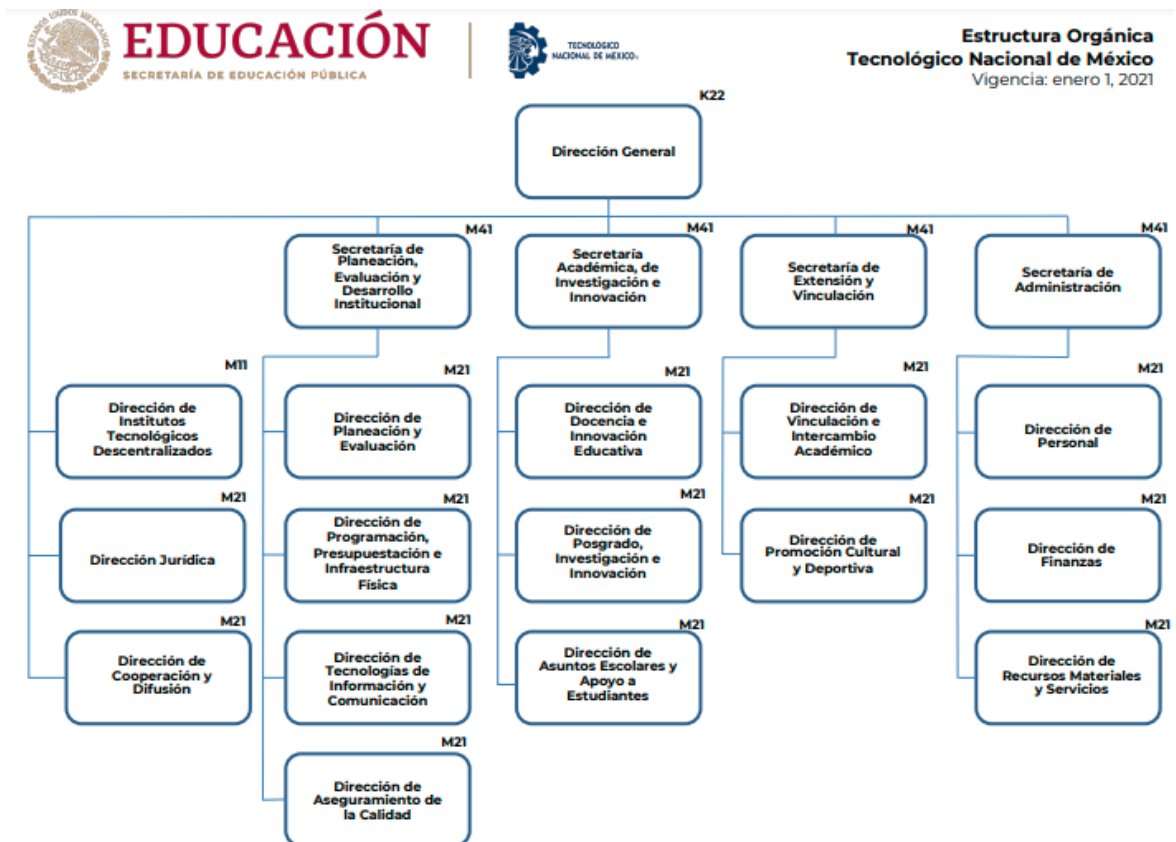 ESTADOS UNIDOS MEXICANOS
EDUCACIÓN
SECRETARÍA DE EDUCACIÓN PÚBLICA
TECNOLÓGICO
NACIONAL DE MÉXICO
Estructura Orgánica
Tecnológico Nacional de México
Vigencia: enero 1, 2021
K22
Dirección General
M41
Secretaría de
Planeación,
Evaluación y
Desarrollo
Institucional
M41
Secretaría
Académica, de
Investigación e
Innovación
M41
Secretaría de
Extensión y
Vinculación
M41
Secretaría de
Administración
M11
Dirección de
Institutos
Tecnológicos
Descentralizados
M21
Dirección de
Planeación y
Evaluación
M21
Dirección de
Docencia e
Innovación
Educativa
M21
Dirección de
Vinculación e
Intercambio
Académico
M21
Dirección de
Personal
M21
Dirección Jurídica
M21
Dirección de
Programación,
Presupuestación e
Infraestructura
Física
M21
Dirección de
Posgrado,
Investigación e
Innovación
M21
Dirección de
Promoción Cultural
y Deportiva
M21
Dirección de
Finanzas
M21
Dirección de
Cooperación y
Difusión
M21
Dirección de
Tecnologías de
Información y
Comunicación
M21
Dirección de
Asuntos Escolares y
Apoyo a
Estudiantes
M21
Dirección de
Recursos Materiales
y Servicios
M21
Dirección de
Aseguramiento de
la Calidad